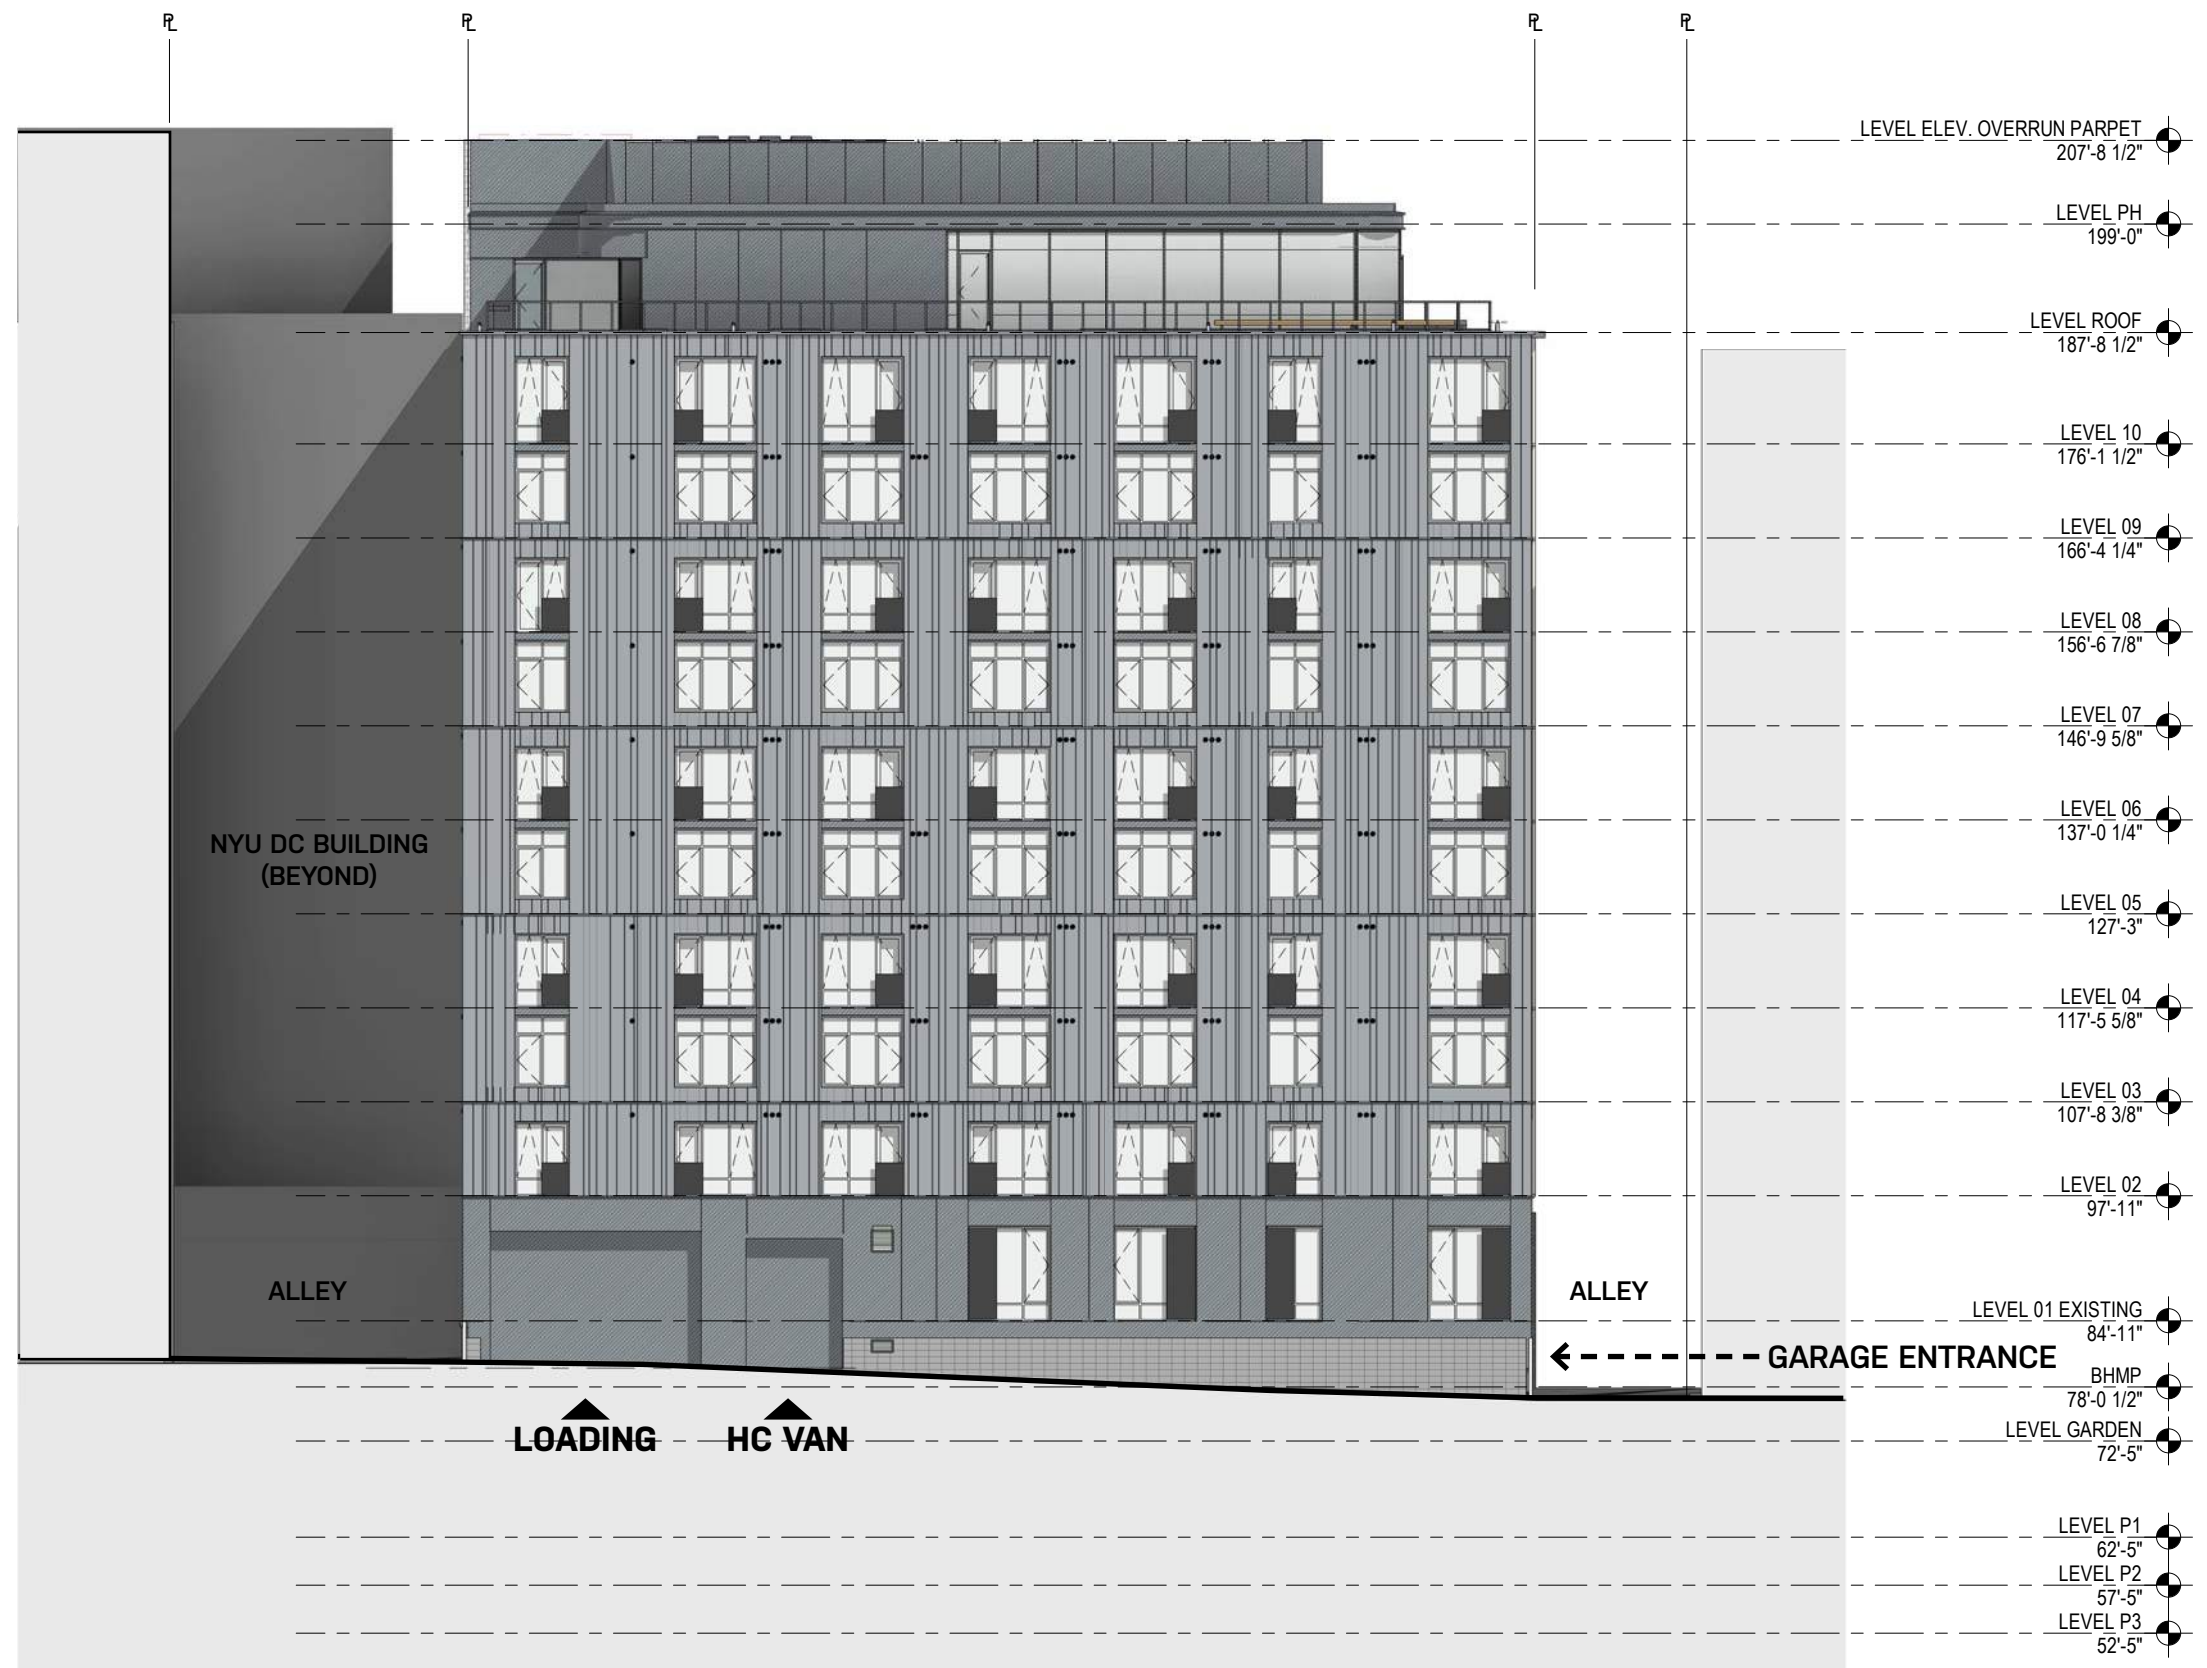 PL PL PL PL
LEVEL ELEV. OVERRUN PARPET
207'-8 1/2"
LEVEL PH
199'-0"
LEVEL ROOF
187'-8 1/2"
LEVEL 10
176'-1 1/2"
LEVEL 09
166'-4 1/4"
LEVEL 08
156'-6 7/8"
LEVEL 07
146'-9 5/8"
LEVEL 06
137'-0 1/4"
NYU DC BUILDING
(BEYOND)
LEVEL 05
127'-3"
LEVEL 04
117'-5 5/8"
LEVEL 03
107'-8 3/8"
LEVEL 02
97'-11"
ALLEY
ALLEY
LEVEL 01 EXISTING
84'-11"
GARAGE ENTRANCE
BHMP
78'-0 1/2"
LOADING
HC VAN
LEVEL GARDEN
72'-5"
LEVEL P1
62'-5"
LEVEL P2
57'-5"
LEVEL P3
52'-5"